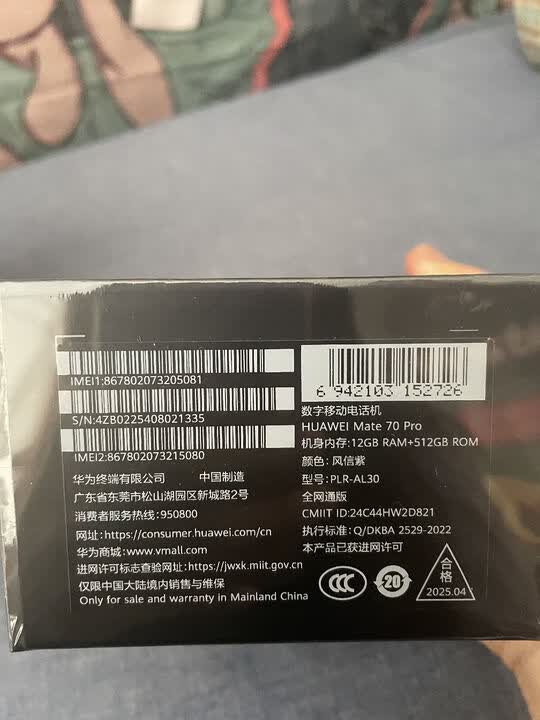 IMEI1:867802073205081
S/N:4ZB0225408021335
IMEI2:867802073215080
华为终端有限公司 中国制造
广东省东莞市松山湖园区新城路2号
消费者服务热线:950800
网址:https://consumer.huawei.com/cn
华为商城:www.vmall.com
进网许可标志查验网址:https://jwxk.miit.gov.cn
仅限中国大陆境内销售与维保
Only for sale and warranty in Mainland China
6 942103 152726
数字移动电话机
HUAWEI Mate 70 Pro
机身内存:12GB RAM+512GB ROM
颜色:风信紫
型号:PLR-AL30
全网通版
CMIIT ID:24C44HW2D821
执行标准:Q/DKBA 2529-2022
本产品已获进网许可
CCC
20
合格
2025.04